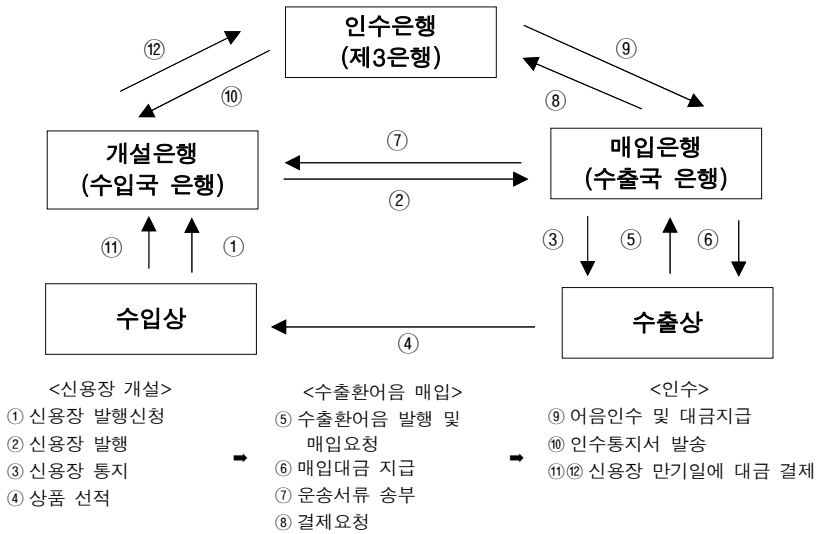 인수은행
(제3은행)
⑫
⑩
⑨
⑧
개설은행
(수입국 은행)
⑦
②
매입은행
(수출국 은행)
⑪
①
③
⑤
⑥
수입상
④
수출상
<신용장 개설>
① 신용장 발행신청
② 신용장 발행
③ 신용장 통지
④ 상품 선적
<수출환어음 매입>
⑤ 수출환어음 발행 및
매입요청
⑥ 매입대금 지급
⑦ 운송서류 송부
⑧ 결제요청
<인수>
⑨ 어음인수 및 대금지급
⑩ 인수통지서 발송
⑪⑫ 신용장 만기일에 대금 결제